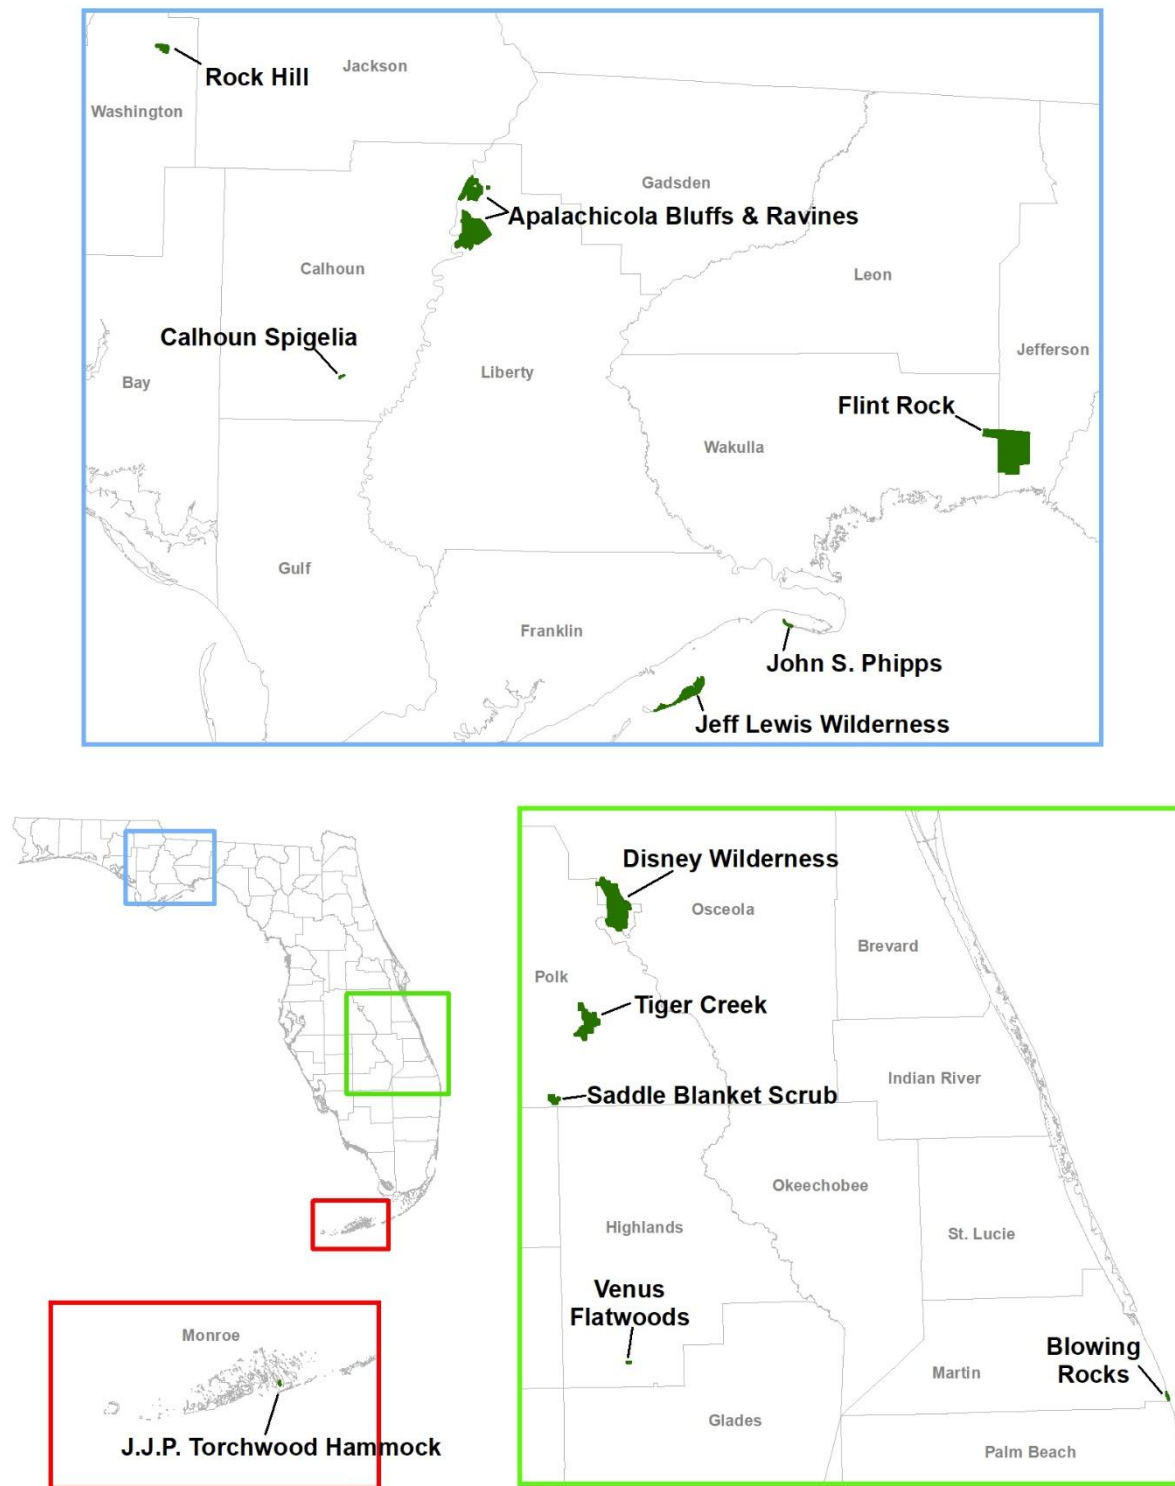 Rock Hill
Jackson
Washington
Gadsden
Apalachicola Bluffs & Ravines
Calhoun
Leon
Calhoun Spigelia
Jefferson
Bay
Liberty
Flint Rock
Wakulla
Gulf
Franklin
John S. Phipps
Jeff Lewis Wilderness
Disney Wilderness
Osceola
Brevard
Polk
Tiger Creek
Indian River
Saddle Blanket Scrub
Okeechobee
Highlands
St. Lucie
Venus
Flatwoods
Blowing
Rocks
Martin
Glades
Palm Beach
Monroe
J.J.P. Torchwood Hammock